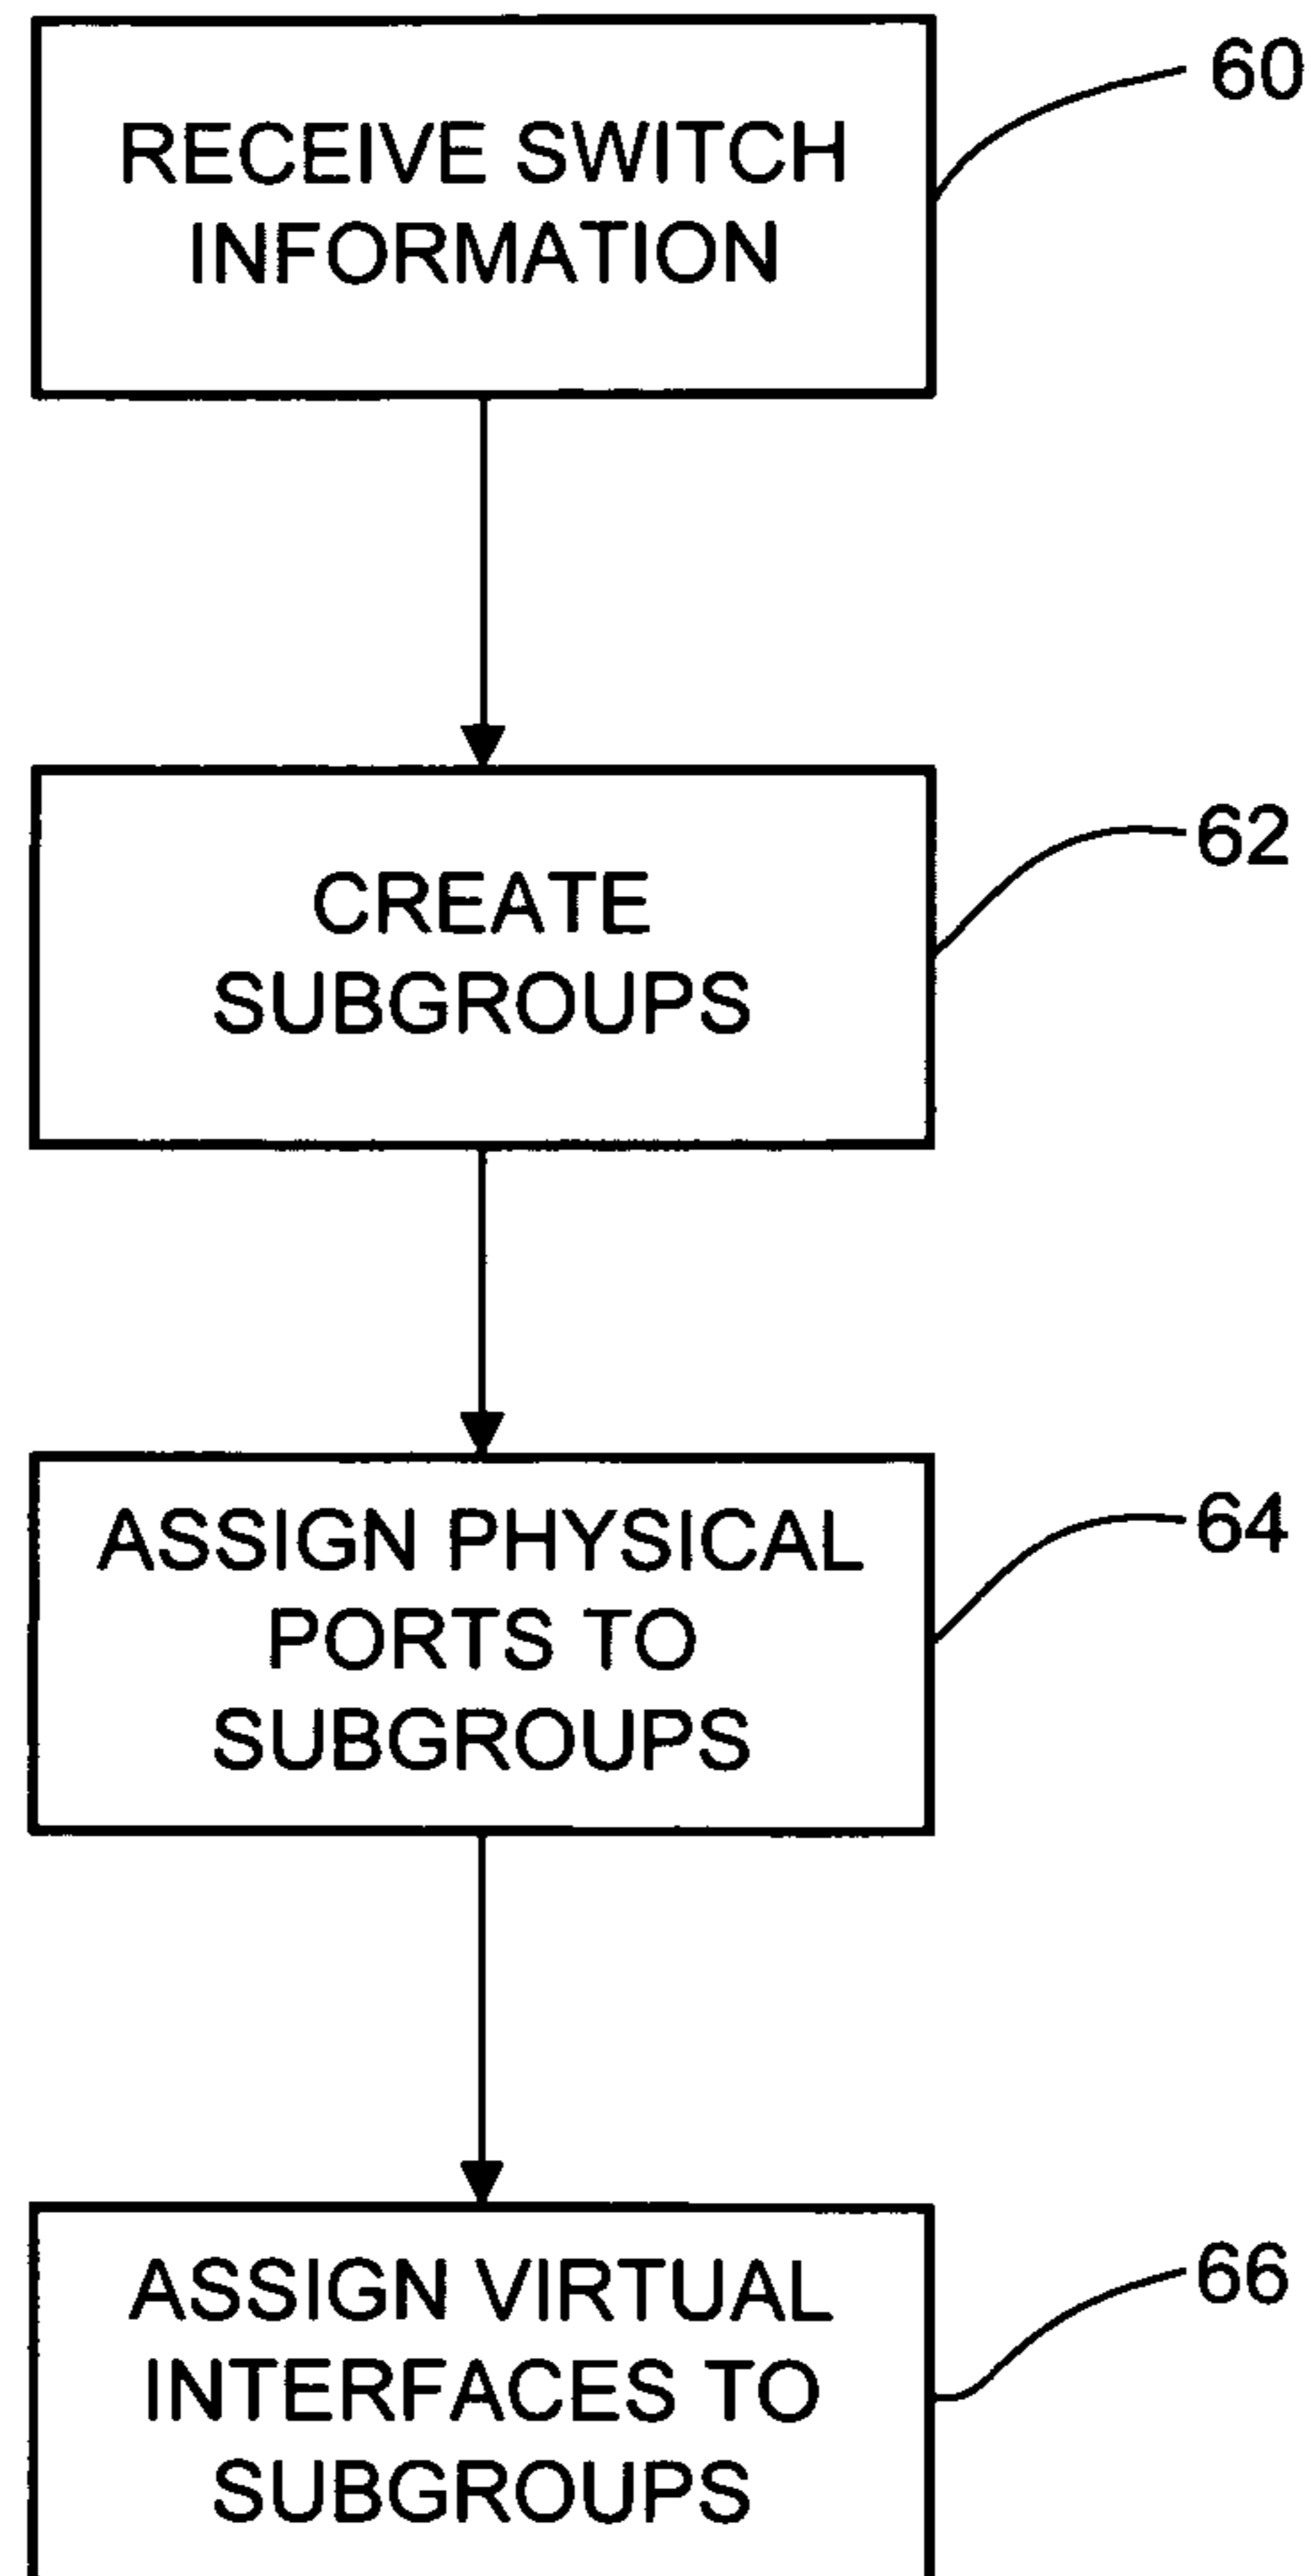 RECEIVE SWITCH
INFORMATION
60
CREATE
SUBGROUPS
62
ASSIGN PHYSICAL
PORTS TO
SUBGROUPS
64
ASSIGN VIRTUAL
INTERFACES TO
SUBGROUPS
66